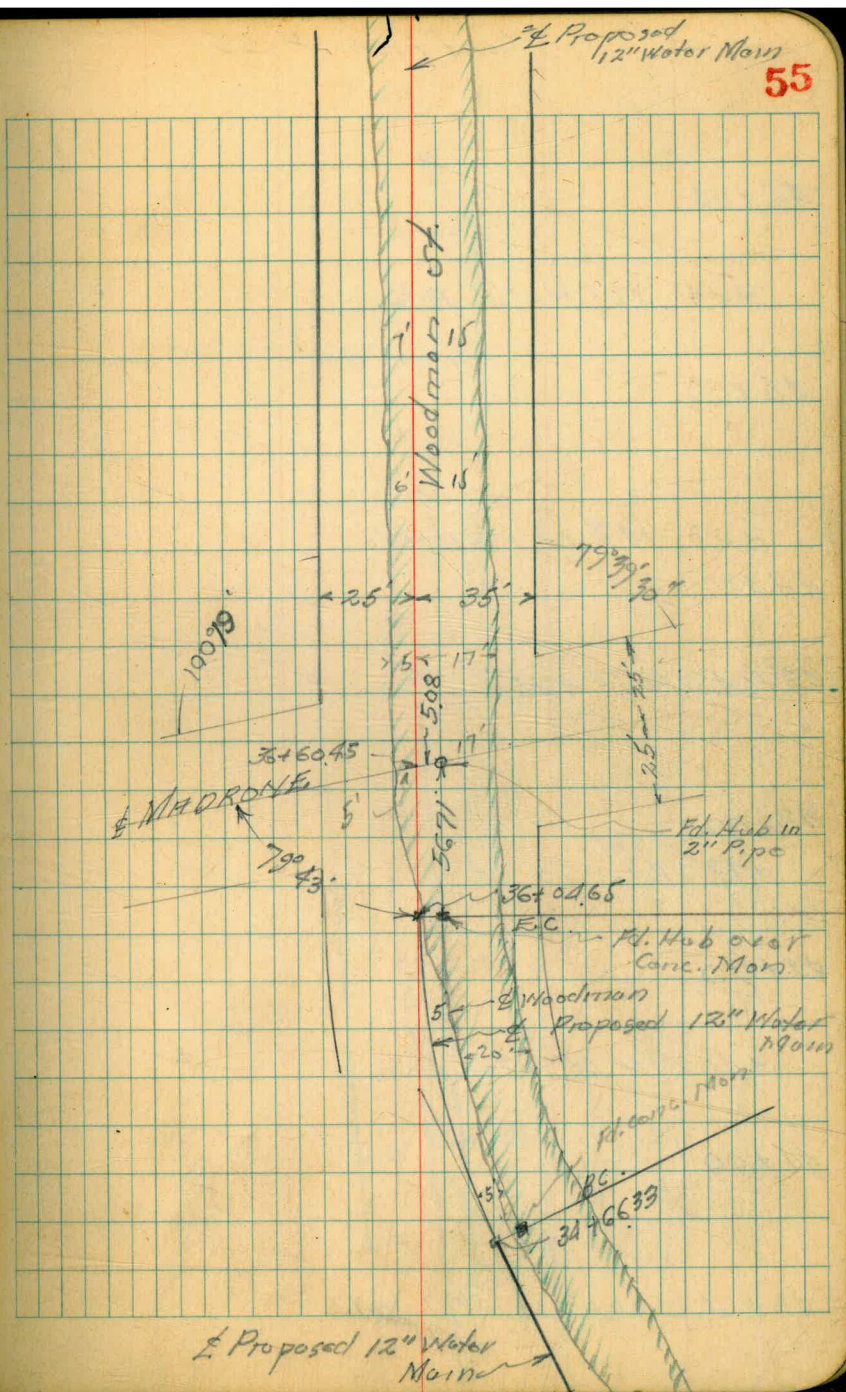 ℄ Proposed
12" Water Main
55
Woodman St.
7' 15
6' 15'
25' 35'
79°39'30"
5 17'
5.08'
25 25'
36+60.45
17'
℄ MADRONE
5'
56.71
Fd. Hub in
2" Pipe
79° 43'
36+04.65
E.C.
Fd. Hub over
Conc. Mon
5' ℄ Woodman
℄ Proposed 12" Water
Main
20'
Fd. Conc. Mon
B.C.
5'
34+66.33
℄ Proposed 12" Water
Main